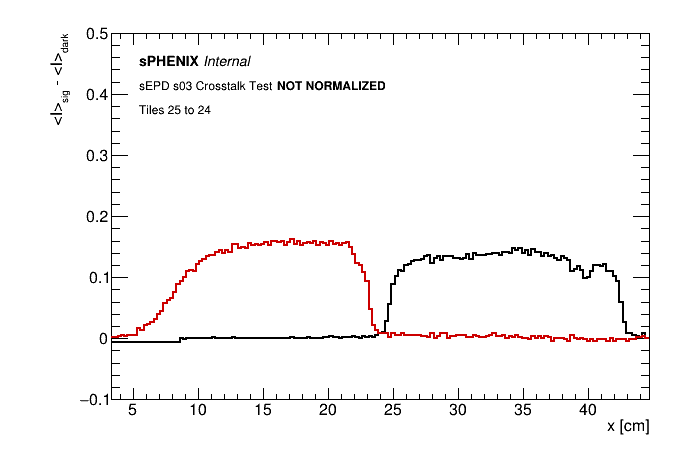 <I>sig - <I>dark
0.5
0.4
0.3
0.2
0.1
0
−0.1
sPHENIX Internal
sEPD s03 Crosstalk Test NOT NORMALIZED
Tiles 25 to 24
5 10 15 20 25 30 35 40
x [cm]